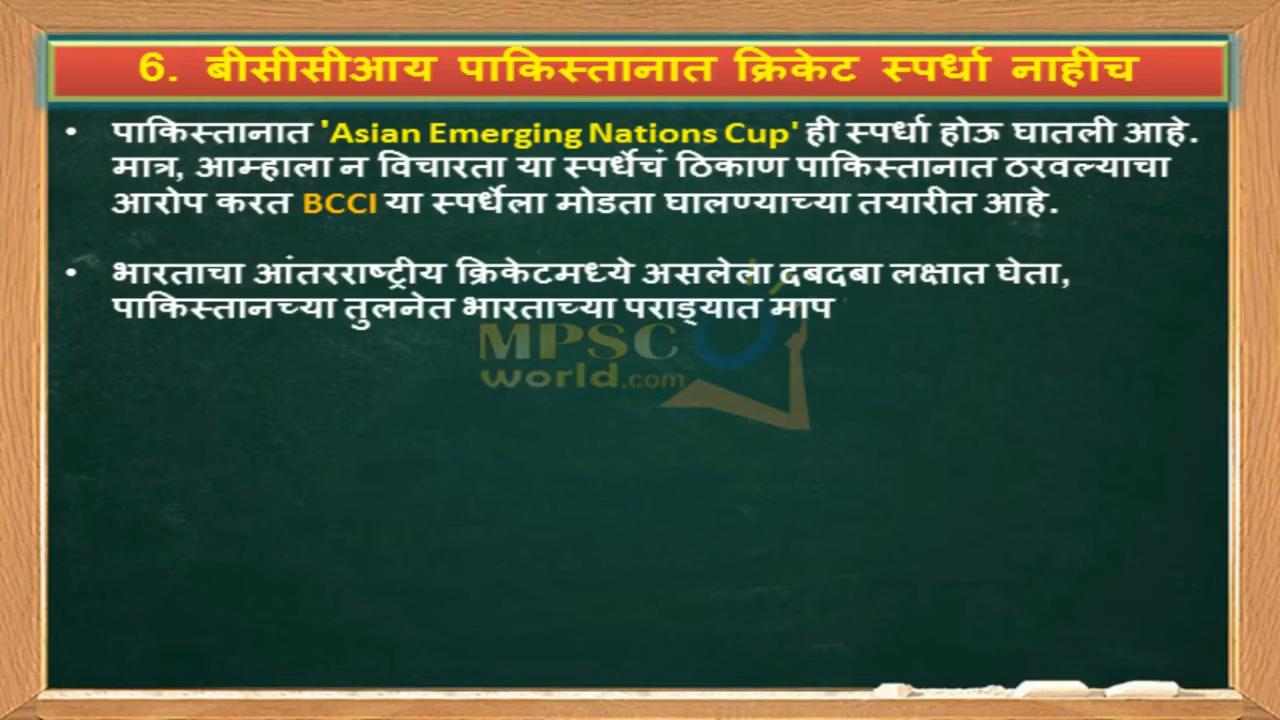 6. बीसीसीआय पाकिस्तानात क्रिकेट स्पर्धा नाहीच
• पाकिस्तानात 'Asian Emerging Nations Cup' ही स्पर्धा होऊ घातली आहे.
मात्र, आम्हाला न विचारता या स्पर्धेचं ठिकाण पाकिस्तानात ठरवल्याचा
आरोप करत BCCI या स्पर्धेला मोडता घालण्याच्या तयारीत आहे.
• भारताचा आंतरराष्ट्रीय क्रिकेटमध्ये असलेला दबदबा लक्षात घेता,
पाकिस्तानच्या तुलनेत भारताच्या पराड्यात माप
MPSC
world.com